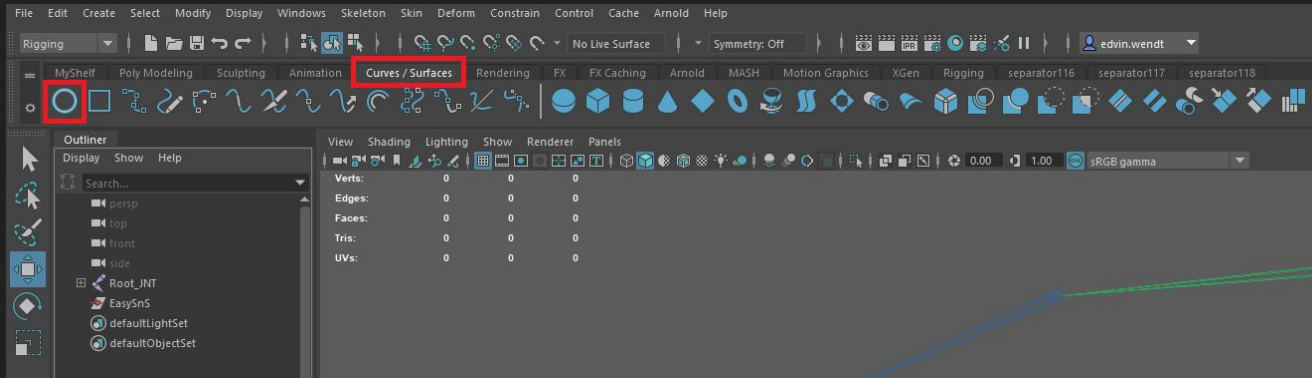 File Edit Create Select Modify Display Windows Skeleton Skin Deform Constrain Control Cache Arnold Help
Rigging No Live Surface Symmetry: Off IPR edvin.wendt
MyShelf Poly Modeling Sculpting Animation Curves / Surfaces Rendering FX FX Caching Arnold MASH Motion Graphics XGen Rigging separator116 separator117 separator118
Outliner
Display Show Help
Search...
persp
top
front
side
Root_JNT
EasySnS
defaultLightSet
defaultObjectSet
View Shading Lighting Show Renderer Panels
0.00 1.00 sRGB gamma
Verts: 0 0 0
Edges: 0 0 0
Faces: 0 0 0
Tris: 0 0 0
UVs: 0 0 0